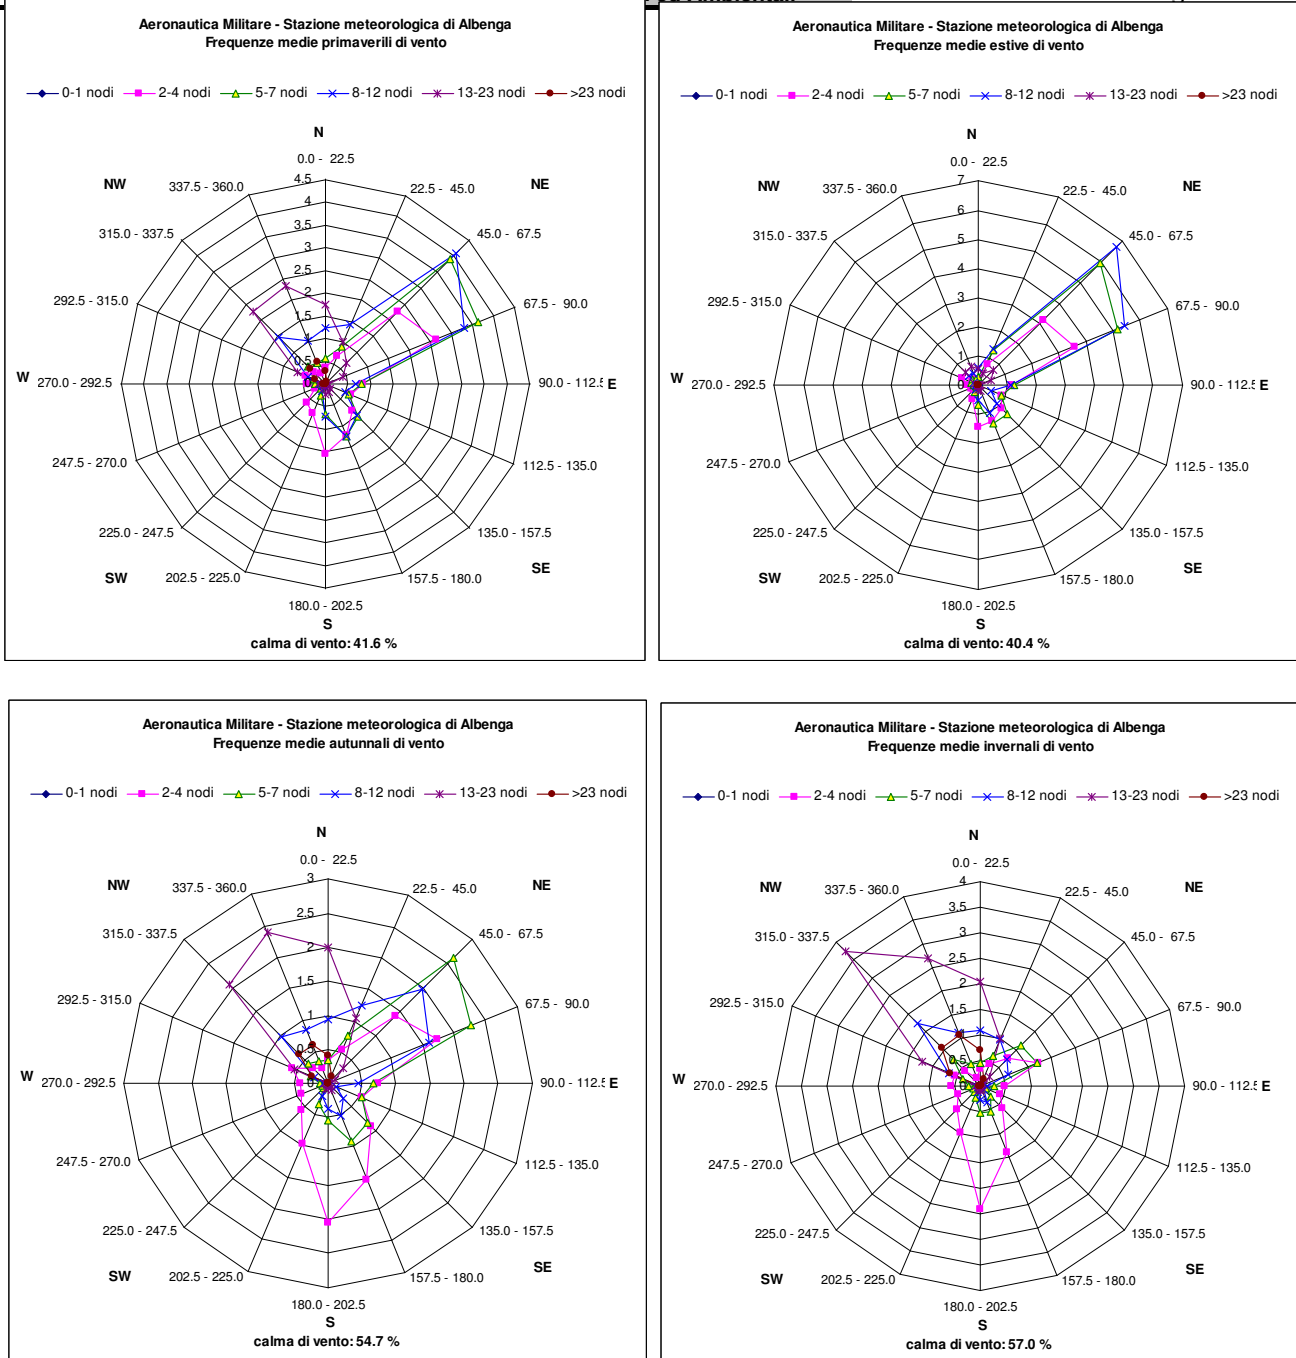 Aeronautica Militare - Stazione meteorologica di Albenga
Frequenze medie primaverili di vento
0-1 nodi 2-4 nodi 5-7 nodi 8-12 nodi 13-23 nodi >23 nodi
N
0.0 - 22.5
NW 337.5 - 360.0 4.5 22.5 - 45.0 NE
4
315.0 - 337.5 3.5 45.0 - 67.5
3
292.5 - 315.0 2.5 67.5 - 90.0
2
1.5
1
0.5
W 270.0 - 292.5 0 90.0 - 112.5 E
247.5 - 270.0 112.5 - 135.0
225.0 - 247.5 135.0 - 157.5
SW 202.5 - 225.0 157.5 - 180.0 SE
180.0 - 202.5
S
calma di vento: 41.6 %
Aeronautica Militare - Stazione meteorologica di Albenga
Frequenze medie estive di vento
0-1 nodi 2-4 nodi 5-7 nodi 8-12 nodi 13-23 nodi >23 nodi
N
0.0 - 22.5
NW 337.5 - 360.0 7 22.5 - 45.0 NE
6
315.0 - 337.5 5 45.0 - 67.5
4
292.5 - 315.0 3 67.5 - 90.0
2
1
W 270.0 - 292.5 0 90.0 - 112.5 E
247.5 - 270.0 112.5 - 135.0
225.0 - 247.5 135.0 - 157.5
SW 202.5 - 225.0 157.5 - 180.0 SE
180.0 - 202.5
S
calma di vento: 40.4 %
Aeronautica Militare - Stazione meteorologica di Albenga
Frequenze medie autunnali di vento
0-1 nodi 2-4 nodi 5-7 nodi 8-12 nodi 13-23 nodi >23 nodi
N
0.0 - 22.5
NW 337.5 - 360.0 3 22.5 - 45.0 NE
2.5
315.0 - 337.5 2 45.0 - 67.5
292.5 - 315.0 1.5 67.5 - 90.0
1
0.5
W 270.0 - 292.5 0 90.0 - 112.5 E
247.5 - 270.0 112.5 - 135.0
225.0 - 247.5 135.0 - 157.5
SW 202.5 - 225.0 157.5 - 180.0 SE
180.0 - 202.5
S
calma di vento: 54.7 %
Aeronautica Militare - Stazione meteorologica di Albenga
Frequenze medie invernali di vento
0-1 nodi 2-4 nodi 5-7 nodi 8-12 nodi 13-23 nodi >23 nodi
N
0.0 - 22.5
NW 337.5 - 360.0 4 22.5 - 45.0 NE
3.5
315.0 - 337.5 3 45.0 - 67.5
2.5
292.5 - 315.0 2 67.5 - 90.0
1.5
1
0.5
W 270.0 - 292.5 0 90.0 - 112.5 E
247.5 - 270.0 112.5 - 135.0
225.0 - 247.5 135.0 - 157.5
SW 202.5 - 225.0 157.5 - 180.0 SE
180.0 - 202.5
S
calma di vento: 57.0 %